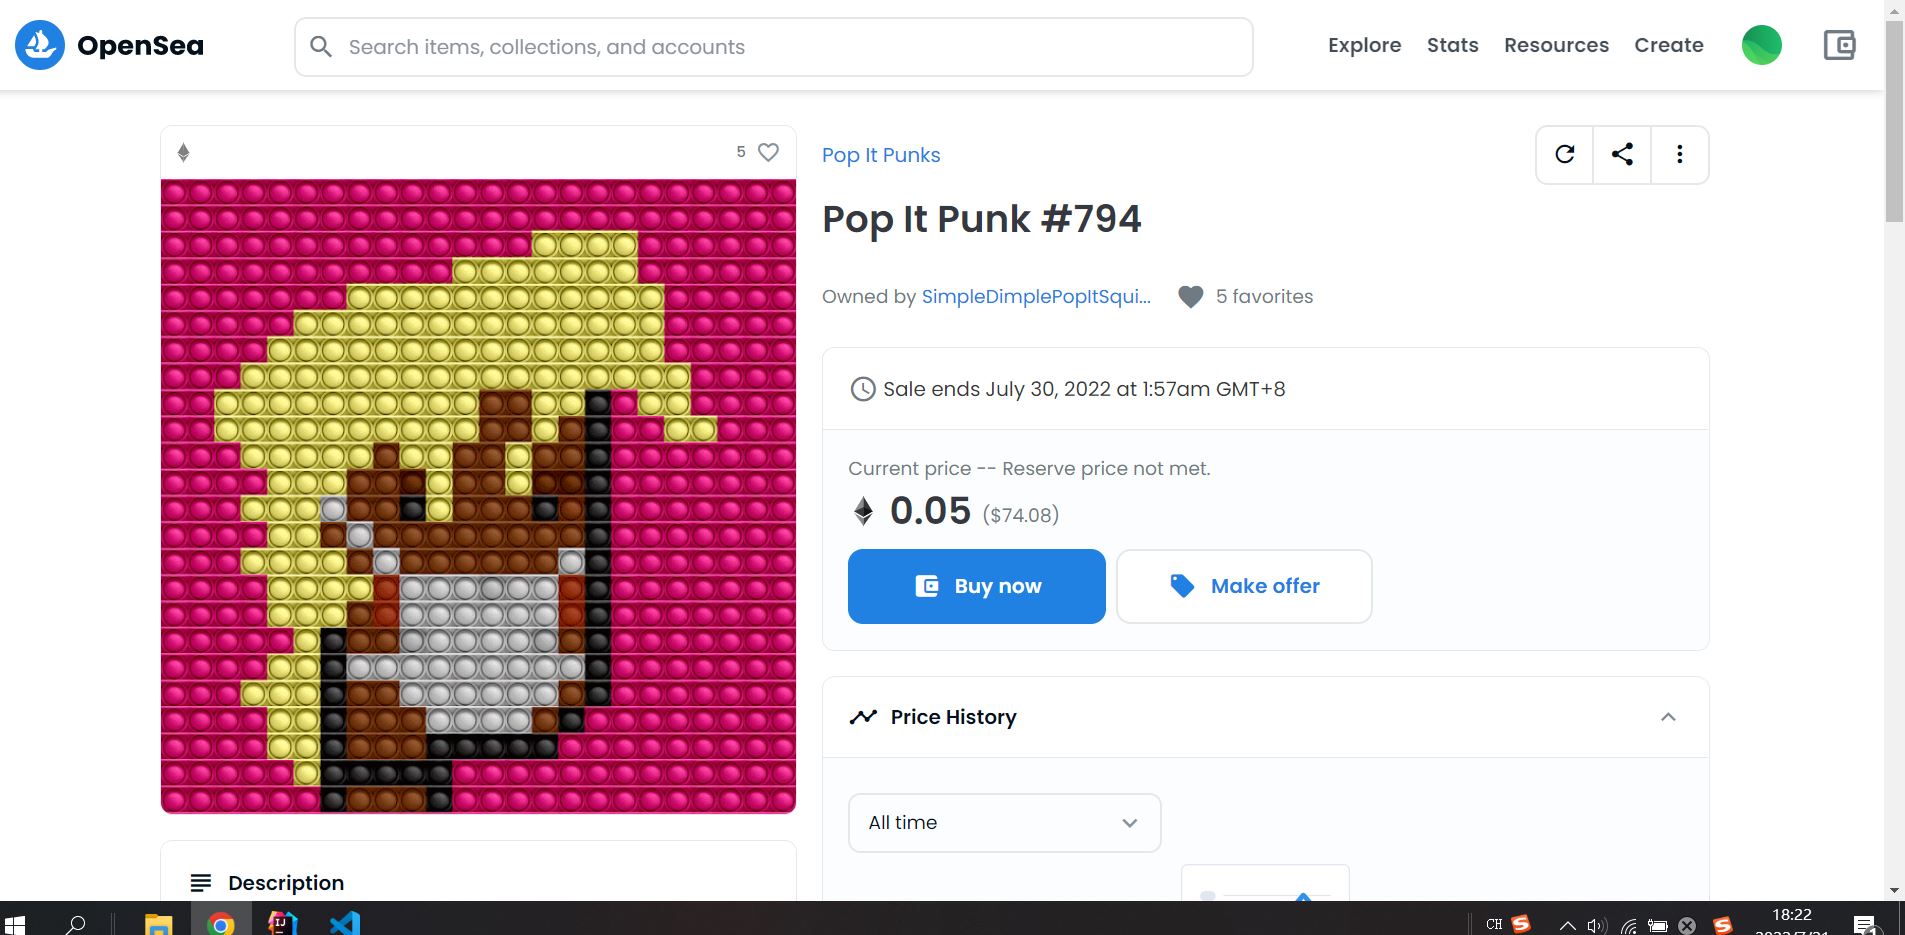 OpenSea
Search items, collections, and accounts
Explore Stats Resources Create
5
Pop It Punks
Pop It Punk #794
Owned by SimpleDimplePopItSqui...
5 favorites
Sale ends July 30, 2022 at 1:57am GMT+8
Current price -- Reserve price not met.
0.05 ($74.08)
Buy now
Make offer
Price History
All time
Description
IJ
CH
18:22